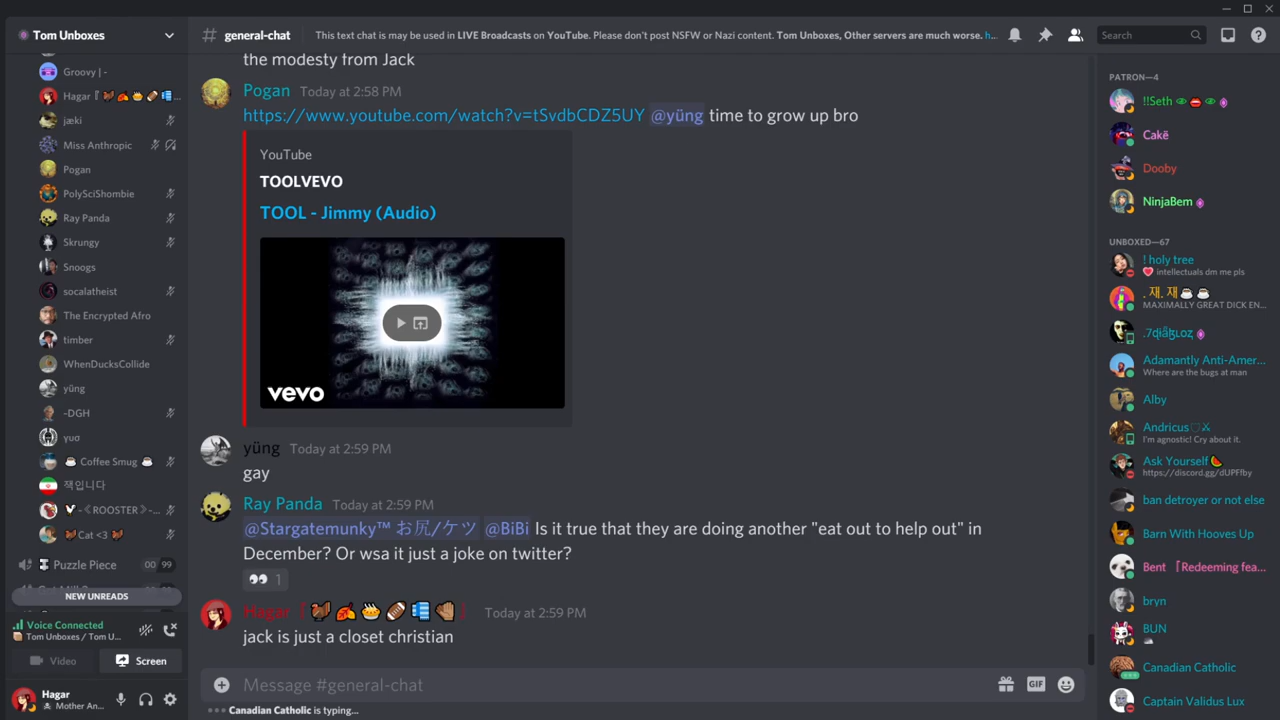 Tom Unboxes
Groovy | -
Hagar『
jæki
Miss Anthropic
Pogan
PolySciShombie
Ray Panda
Skrungy
Snoogs
socalatheist
The Encrypted Afro
timber
WhenDucksCollide
yüng
-DGH
yuσ
Coffee Smug
잭입니다
-《ROOSTER》-...
Cat <3
Puzzle Piece 00 99
NEW UNREADS
Voice Connected
Tom Unboxes / Tom U...
Video Screen
Hagar
Mother An...
# general-chat This text chat is may be used in LIVE Broadcasts on YouTube. Please don't post NSFW or Nazi content. Tom Unboxes, Other servers are much worse. h... Search
the modesty from Jack
Pogan Today at 2:58 PM
https://www.youtube.com/watch?v=tSvdbCDZ5UY @yüng time to grow up bro
YouTube
TOOLVEVO
TOOL - Jimmy (Audio)
vevo
yüng Today at 2:59 PM
gay
Ray Panda Today at 2:59 PM
@Stargatemunky™ お尻/ケツ @BiBi Is it true that they are doing another "eat out to help out" in
December? Or wsa it just a joke on twitter?
1
Hagar『 』 Today at 2:59 PM
jack is just a closet christian
Message #general-chat GIF
Canadian Catholic is typing...
PATRON—4
!!Seth
Cakë
Dooby
NinjaBem
UNBOXED—67
! holy tree
intellectuals dm me pls
. 재. 재
MAXIMALLY GREAT DICK EN...
Adamantly Anti-Amer...
Where are the bugs at man
Alby
Andricus
I'm agnostic! Cry about it.
Ask Yourself
https://discord.gg/dUPFfby
ban detroyer or not else
Barn With Hooves Up
Bent 『Redeeming fea...
bryn
BUN
Canadian Catholic
Captain Validus Lux